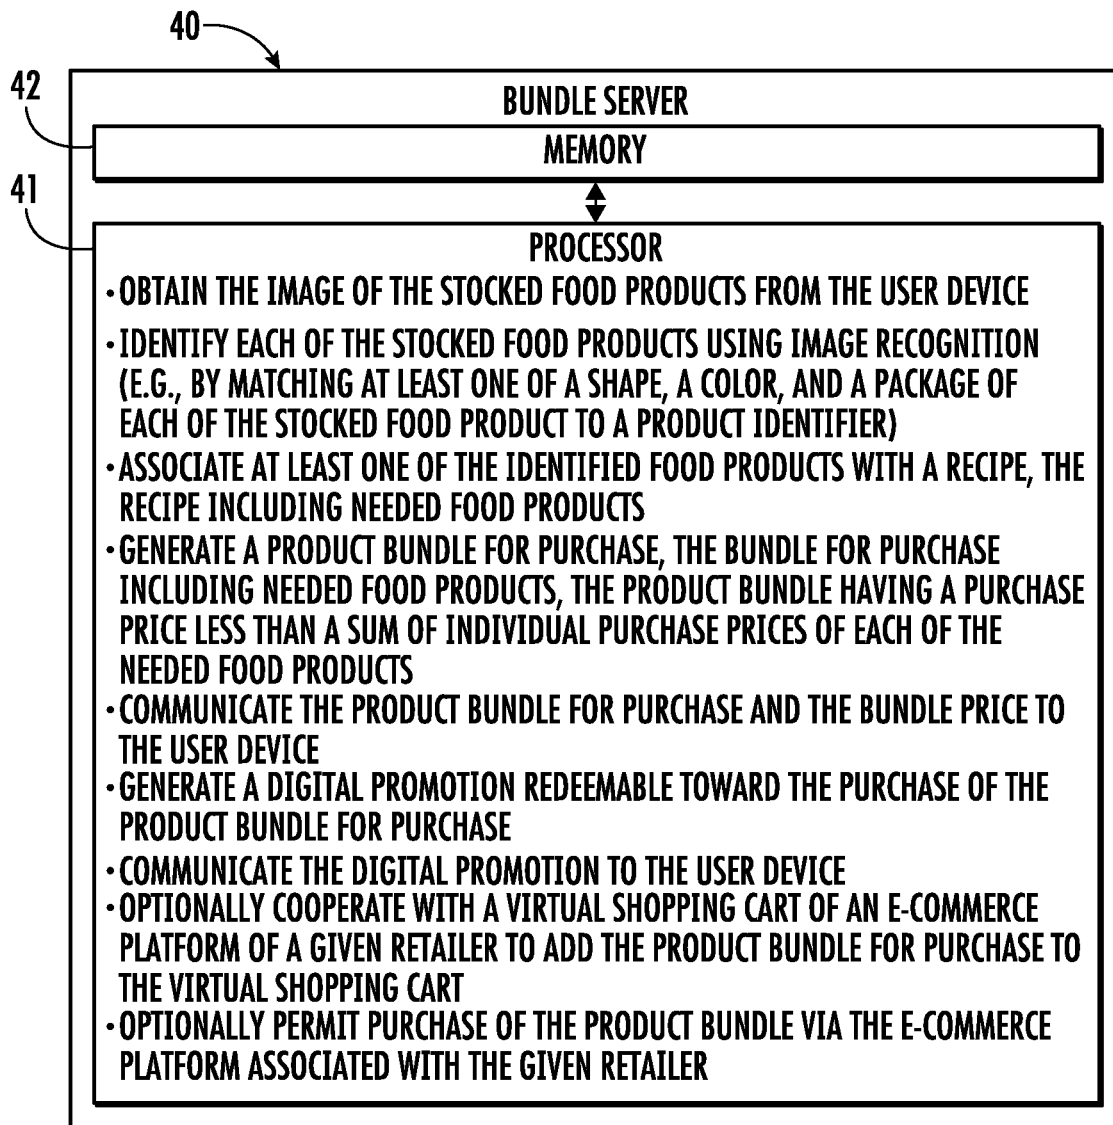 40
42
BUNDLE SERVER
MEMORY
41
PROCESSOR
•OBTAIN THE IMAGE OF THE STOCKED FOOD PRODUCTS FROM THE USER DEVICE
•IDENTIFY EACH OF THE STOCKED FOOD PRODUCTS USING IMAGE RECOGNITION
(E.G., BY MATCHING AT LEAST ONE OF A SHAPE, A COLOR, AND A PACKAGE OF
EACH OF THE STOCKED FOOD PRODUCT TO A PRODUCT IDENTIFIER)
•ASSOCIATE AT LEAST ONE OF THE IDENTIFIED FOOD PRODUCTS WITH A RECIPE, THE
RECIPE INCLUDING NEEDED FOOD PRODUCTS
•GENERATE A PRODUCT BUNDLE FOR PURCHASE, THE BUNDLE FOR PURCHASE
INCLUDING NEEDED FOOD PRODUCTS, THE PRODUCT BUNDLE HAVING A PURCHASE
PRICE LESS THAN A SUM OF INDIVIDUAL PURCHASE PRICES OF EACH OF THE
NEEDED FOOD PRODUCTS
•COMMUNICATE THE PRODUCT BUNDLE FOR PURCHASE AND THE BUNDLE PRICE TO
THE USER DEVICE
•GENERATE A DIGITAL PROMOTION REDEEMABLE TOWARD THE PURCHASE OF THE
PRODUCT BUNDLE FOR PURCHASE
•COMMUNICATE THE DIGITAL PROMOTION TO THE USER DEVICE
•OPTIONALLY COOPERATE WITH A VIRTUAL SHOPPING CART OF AN E-COMMERCE
PLATFORM OF A GIVEN RETAILER TO ADD THE PRODUCT BUNDLE FOR PURCHASE TO
THE VIRTUAL SHOPPING CART
•OPTIONALLY PERMIT PURCHASE OF THE PRODUCT BUNDLE VIA THE E-COMMERCE
PLATFORM ASSOCIATED WITH THE GIVEN RETAILER